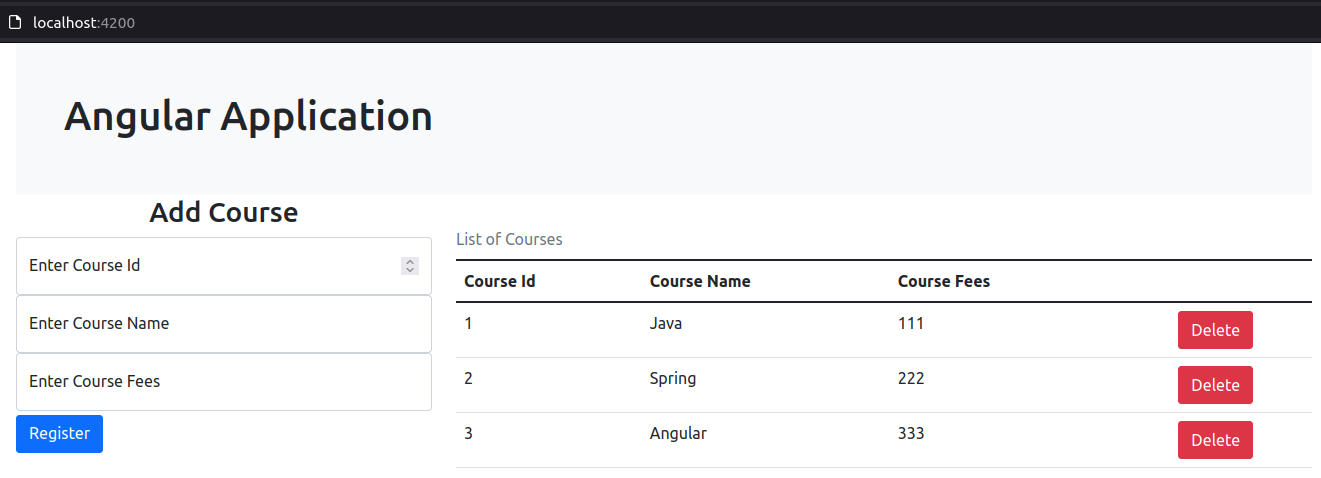 localhost:4200
Angular Application
Add Course
Enter Course Id
Enter Course Name
Enter Course Fees
Register
List of Courses
Course Id Course Name Course Fees
1 Java 111 Delete
2 Spring 222 Delete
3 Angular 333 Delete